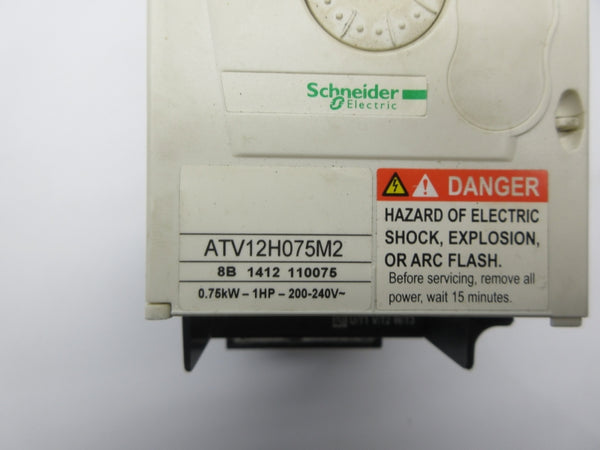 Schneider
Electric
ATV12H075M2
8B 1412 110075
0.75kW – 1HP – 200-240V~
DANGER
HAZARD OF ELECTRIC
SHOCK, EXPLOSION,
OR ARC FLASH.
Before servicing, remove all
power, wait 15 minutes.